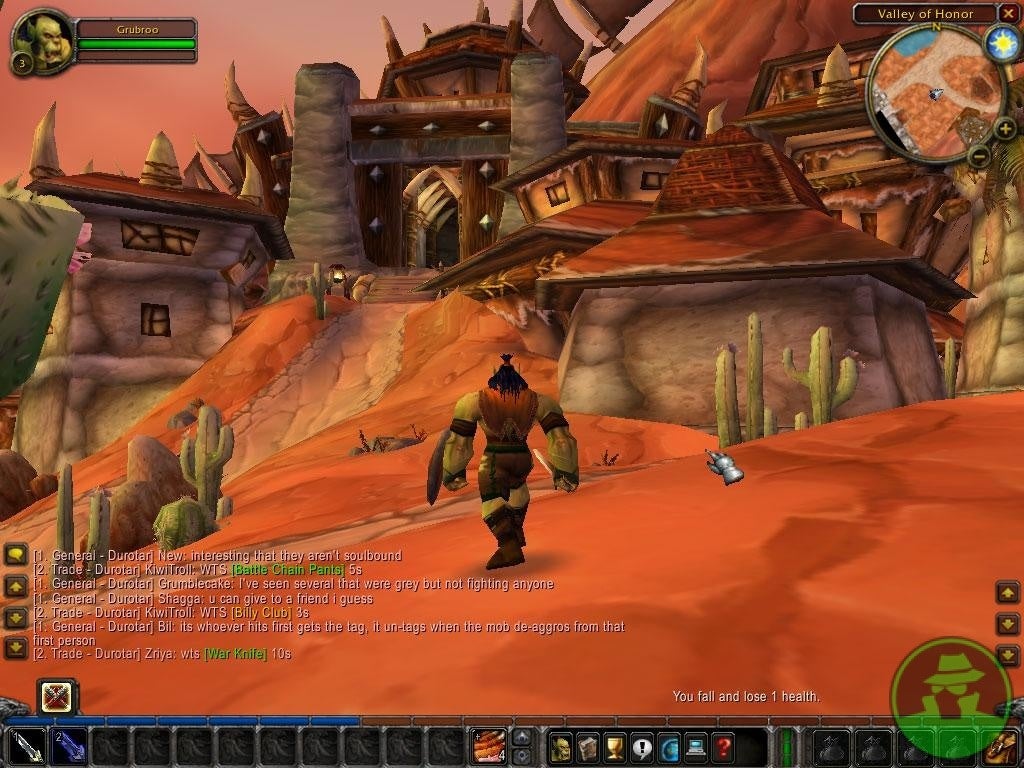 Grubroo
3
Valley of Honor
N
[1. General - Durotar] New: interesting that they aren't soulbound
[2. Trade - Durotar] KiwiTroll: WTS [Battle Chain Pants] 5s
[1. General - Durotar] Grumblecake: I've seen several that were grey but not fighting anyone
[1. General - Durotar] Shagga: u can give to a friend i guess
[2. Trade - Durotar] KiwiTroll: WTS [Billy Club] 3s
[1. General - Durotar] Bil: its whoever hits first gets the tag, it un-tags when the mob de-aggros from that
first person
[2. Trade - Durotar] Zriya: wts [War Knife] 10s
You fall and lose 1 health.
1 2 4